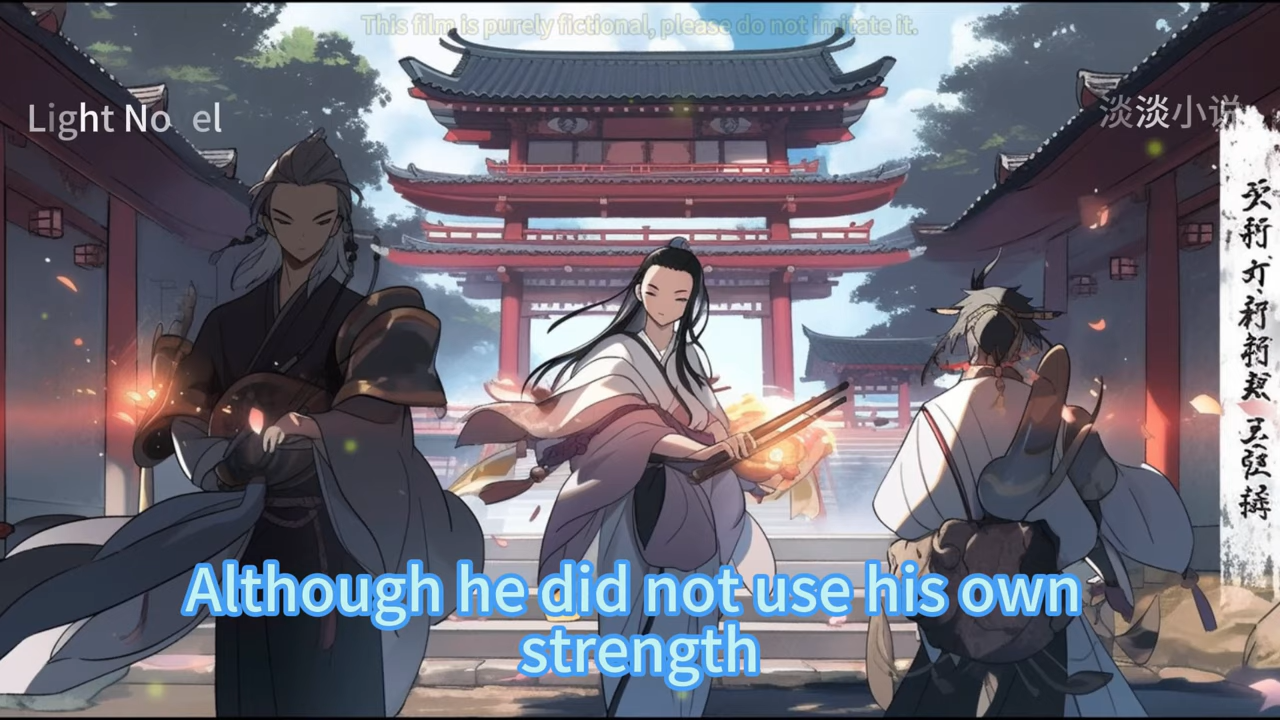 This film is purely fictional, please do not imitate it.
Light No el
淡淡小说
Although he did not use his own
strength